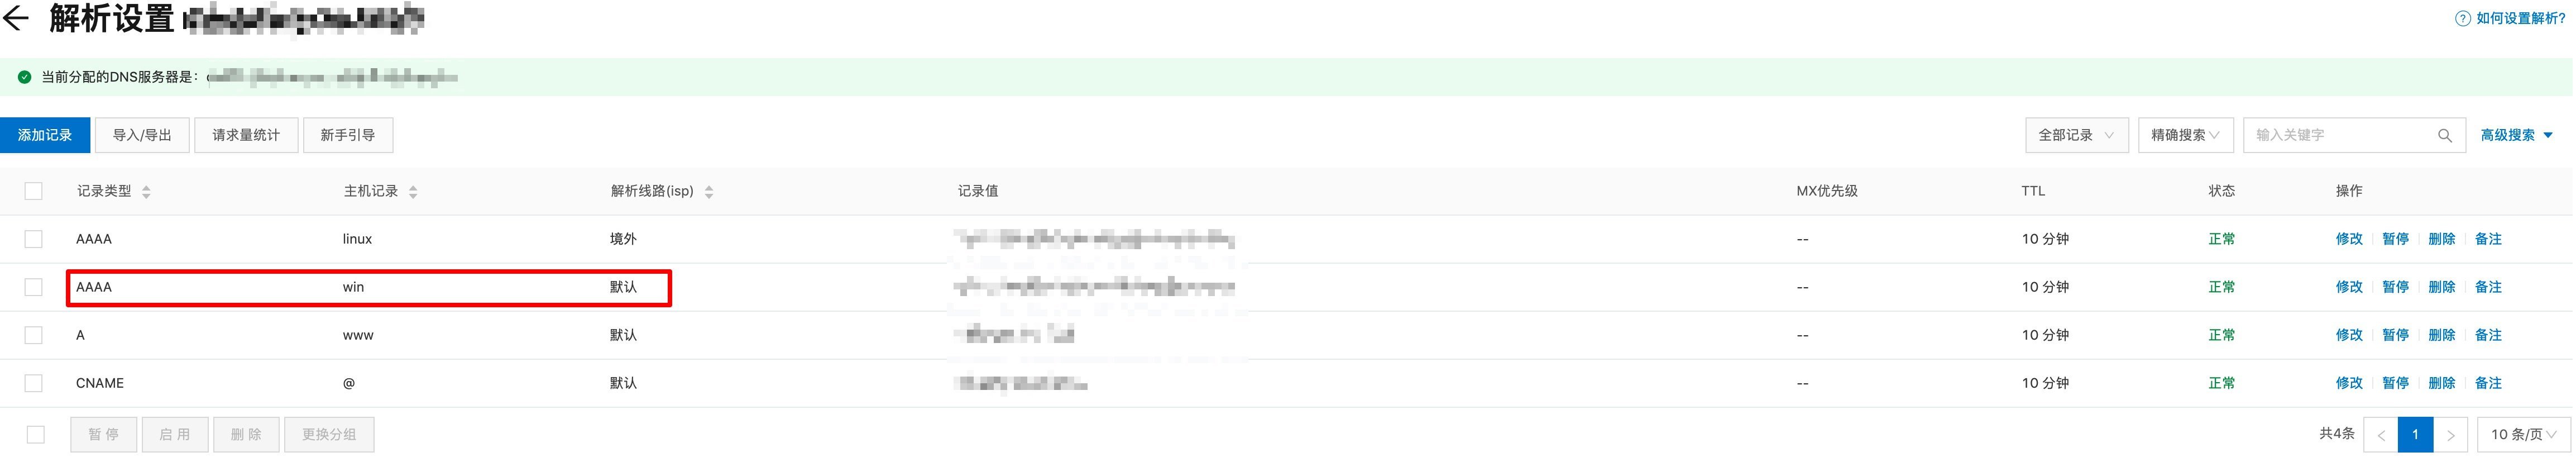 解析设置
如何设置解析?
当前分配的DNS服务器是：
添加记录 导入/导出 请求量统计 新手引导 全部记录 精确搜索 输入关键字 高级搜索
记录类型 主机记录 解析线路(isp) 记录值 MX优先级 TTL 状态 操作
AAAA linux 境外 -- 10 分钟 正常 修改 暂停 删除 备注
AAAA win 默认 -- 10 分钟 正常 修改 暂停 删除 备注
A www 默认 -- 10 分钟 正常 修改 暂停 删除 备注
CNAME @ 默认 -- 10 分钟 正常 修改 暂停 删除 备注
暂停 启用 删除 更换分组 共4条 < 1 > 10 条/页